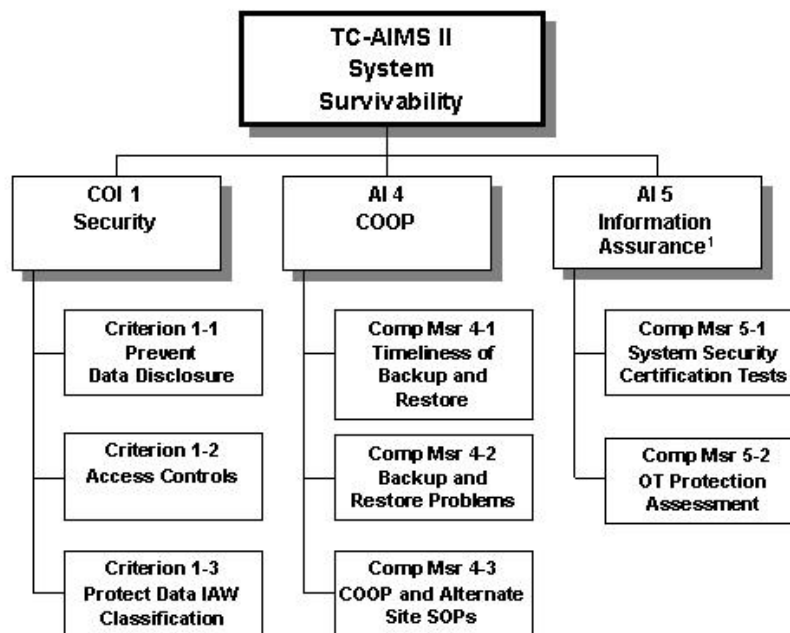 TC-AIMS II
System
Survivability
COI 1
Security
AI 4
COOP
AI 5
Information
Assurance¹
Criterion 1-1
Prevent
Data Disclosure
Criterion 1-2
Access Controls
Criterion 1-3
Protect Data IAW
Classification
Comp Msr 4-1
Timeliness of
Backup and
Restore
Comp Msr 4-2
Backup and
Restore Problems
Comp Msr 4-3
COOP and Alternate
Site SOPs
Comp Msr 5-1
System Security
Certification Tests
Comp Msr 5-2
OT Protection
Assessment